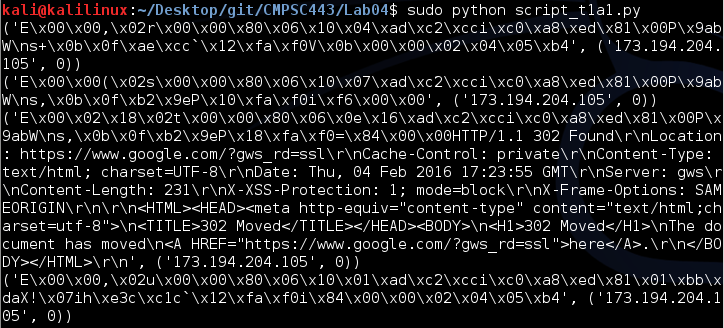 kali@kalilinux:~/Desktop/git/CMPSC443/Lab04$ sudo python script_t1a1.py
('E\x00\x00,\x02r\x00\x00\x80\x06\x10\x04\xad\xc2\xcci\xc0\xa8\xed\x81\x00P\x9ab
W\ns+\x0b\x0f\xae\xcc`\x12\xfa\xf0V\x0b\x00\x00\x02\x04\x05\xb4', ('173.194.204.
105', 0))
('E\x00\x00(\x02s\x00\x00\x80\x06\x10\x07\xad\xc2\xcci\xc0\xa8\xed\x81\x00P\x9ab
W\ns,\x0b\x0f\xb2\x9eP\x10\xfa\xf0i\xf6\x00\x00', ('173.194.204.105', 0))
('E\x00\x02\x18\x02t\x00\x00\x80\x06\x0e\x16\xad\xc2\xcci\xc0\xa8\xed\x81\x00P\x
9abW\ns,\x0b\x0f\xb2\x9eP\x18\xfa\xf0=\x84\x00\x00HTTP/1.1 302 Found\r\nLocation
: https://www.google.com/?gws_rd=ssl\r\nCache-Control: private\r\nContent-Type:
text/html; charset=UTF-8\r\nDate: Thu, 04 Feb 2016 17:23:55 GMT\r\nServer: gws\r
\nContent-Length: 231\r\nX-XSS-Protection: 1; mode=block\r\nX-Frame-Options: SAM
EORIGIN\r\n\r\n<HTML><HEAD><meta http-equiv="content-type" content="text/html;ch
arset=utf-8">\n<TITLE>302 Moved</TITLE></HEAD><BODY>\n<H1>302 Moved</H1>\nThe do
cument has moved\n<A HREF="https://www.google.com/?gws_rd=ssl">here</A>.\r\n</BO
DY></HTML>\r\n', ('173.194.204.105', 0))
('E\x00\x00,\x02u\x00\x00\x80\x06\x10\x01\xad\xc2\xcci\xc0\xa8\xed\x81\x01\xbb\x
daX!\x07ih\xe3c\xc1c`\x12\xfa\xf0i\x84\x00\x00\x02\x04\x05\xb4', ('173.194.204.1
05', 0))